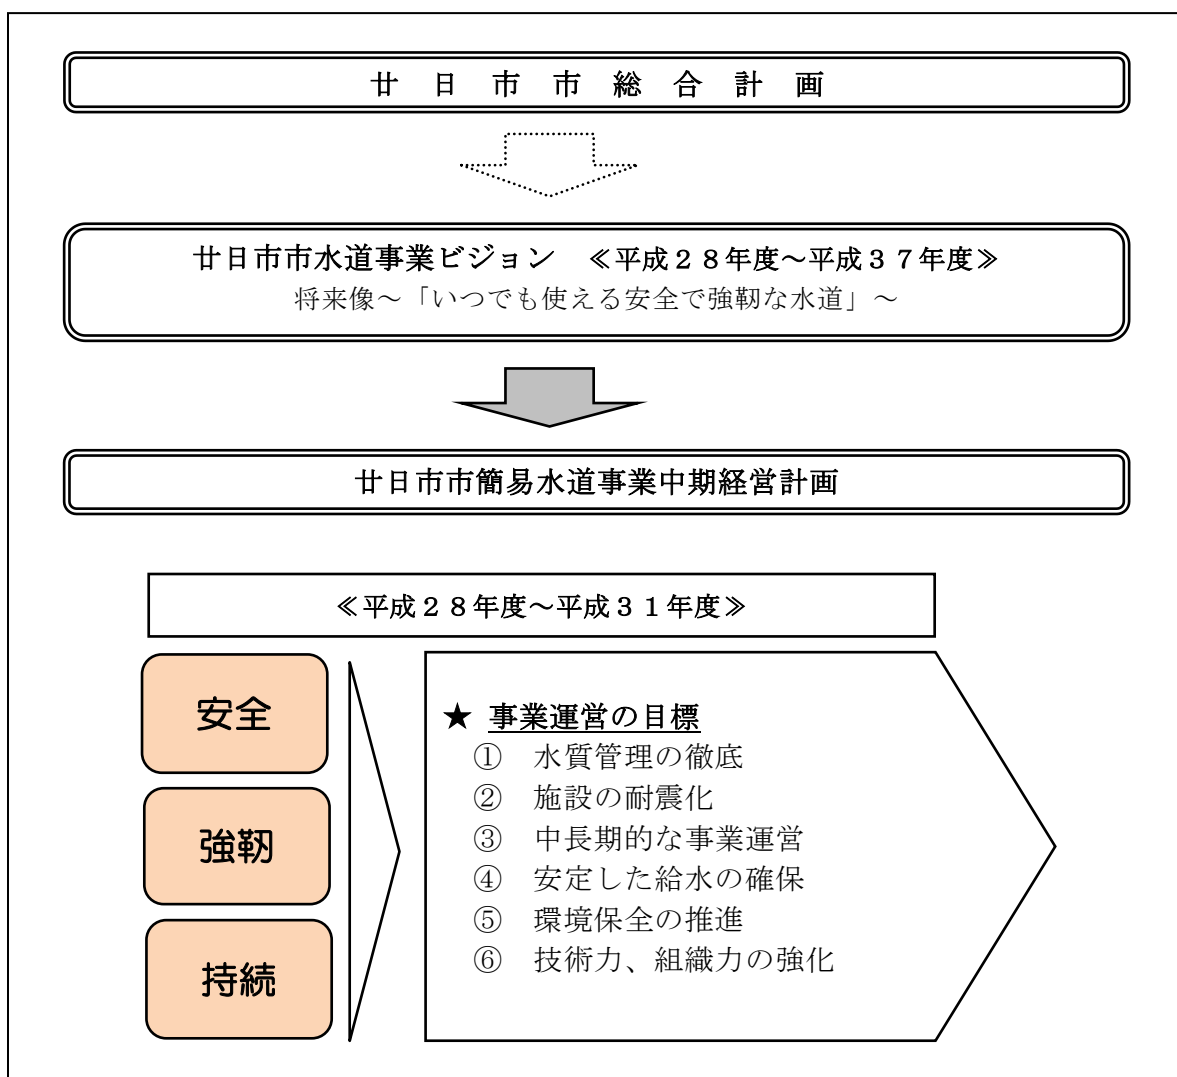 廿日市市総合計画
廿日市市水道事業ビジョン　≪平成２８年度～平成３７年度≫
将来像～「いつでも使える安全で強靭な水道」～
廿日市市簡易水道事業中期経営計画
≪平成２８年度～平成３１年度≫
安全
強靭
持続
★ 事業運営の目標
①　水質管理の徹底
②　施設の耐震化
③　中長期的な事業運営
④　安定した給水の確保
⑤　環境保全の推進
⑥　技術力、組織力の強化